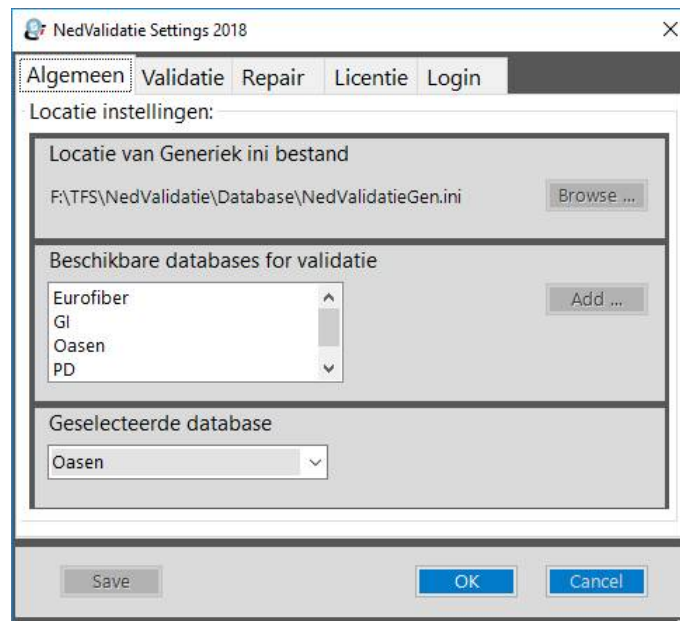 NedValidatie Settings 2018
Algemeen Validatie Repair Licentie Login
Locatie instellingen:
Locatie van Generiek ini bestand
F:\TFS\NedValidatie\Database\NedValidatieGen.ini Browse ...
Beschikbare databases for validatie
Eurofiber
GI
Oasen
PD
Add ...
Geselecteerde database
Oasen
Save OK Cancel